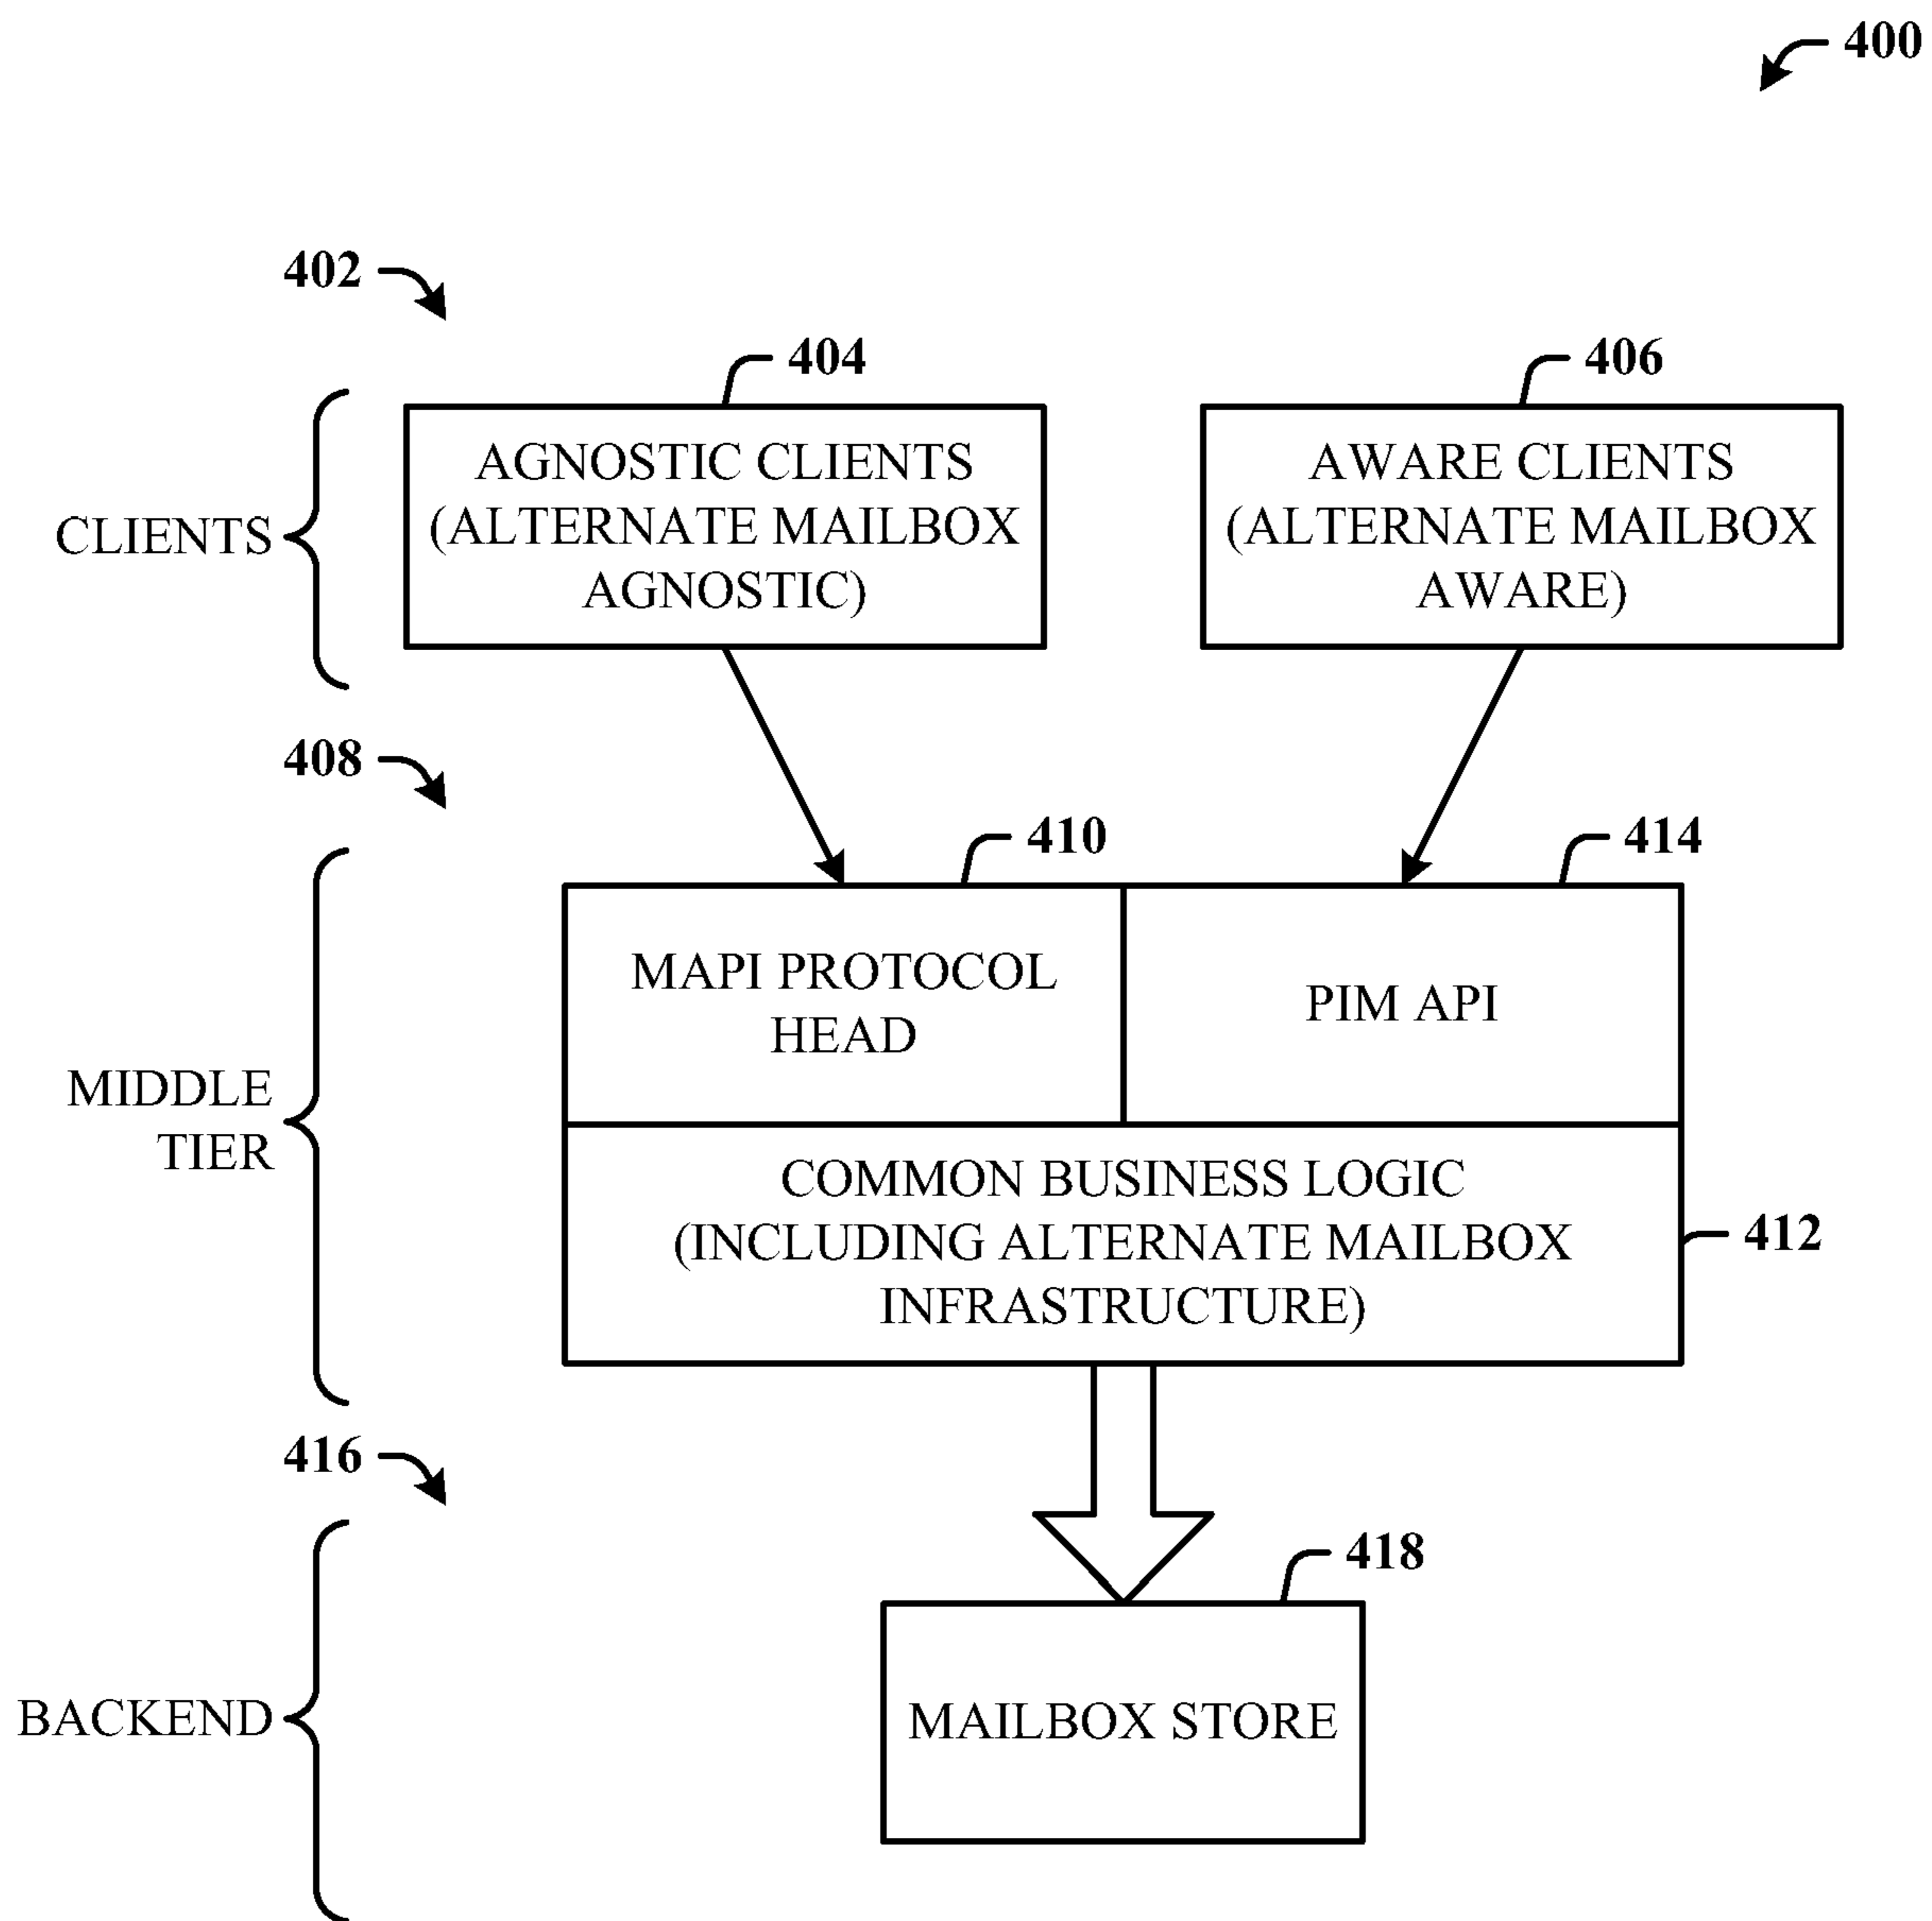 400
402
404
406
AGNOSTIC CLIENTS
(ALTERNATE MAILBOX
AGNOSTIC)
AWARE CLIENTS
(ALTERNATE MAILBOX
AWARE)
CLIENTS
408
410
414
MAPI PROTOCOL
HEAD
PIM API
MIDDLE
TIER
COMMON BUSINESS LOGIC
(INCLUDING ALTERNATE MAILBOX
INFRASTRUCTURE)
412
416
418
BACKEND
MAILBOX STORE